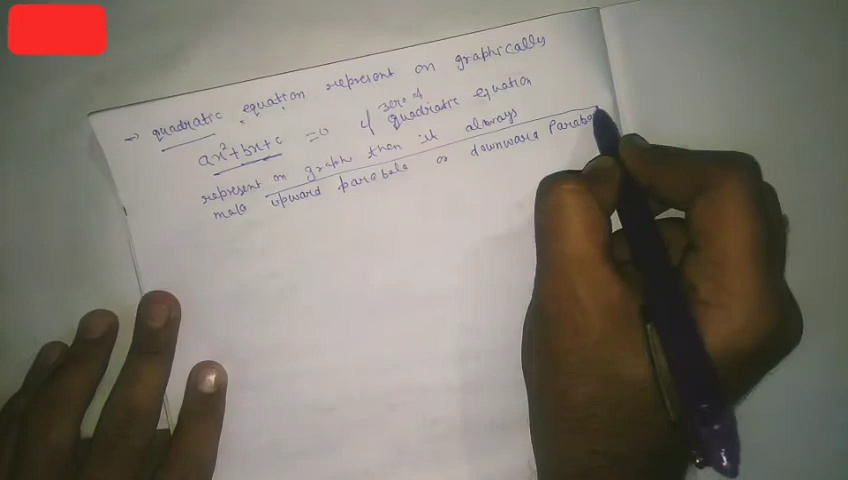 → quadratic equation represent on graphically
ax²+bx+c =0 if zero of quadratic equation
represent on graph then it always
make upward parabola or downward Parabo